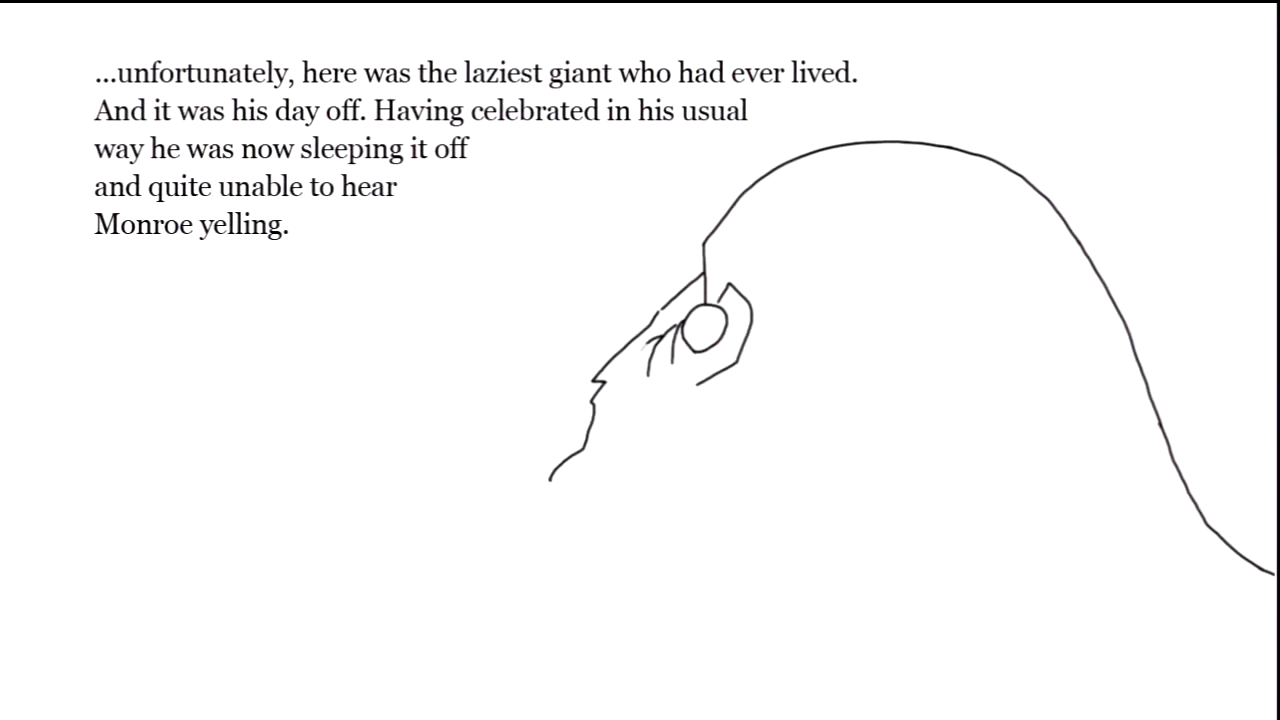 ...unfortunately, here was the laziest giant who had ever lived.
And it was his day off. Having celebrated in his usual
way he was now sleeping it off
and quite unable to hear
Monroe yelling.